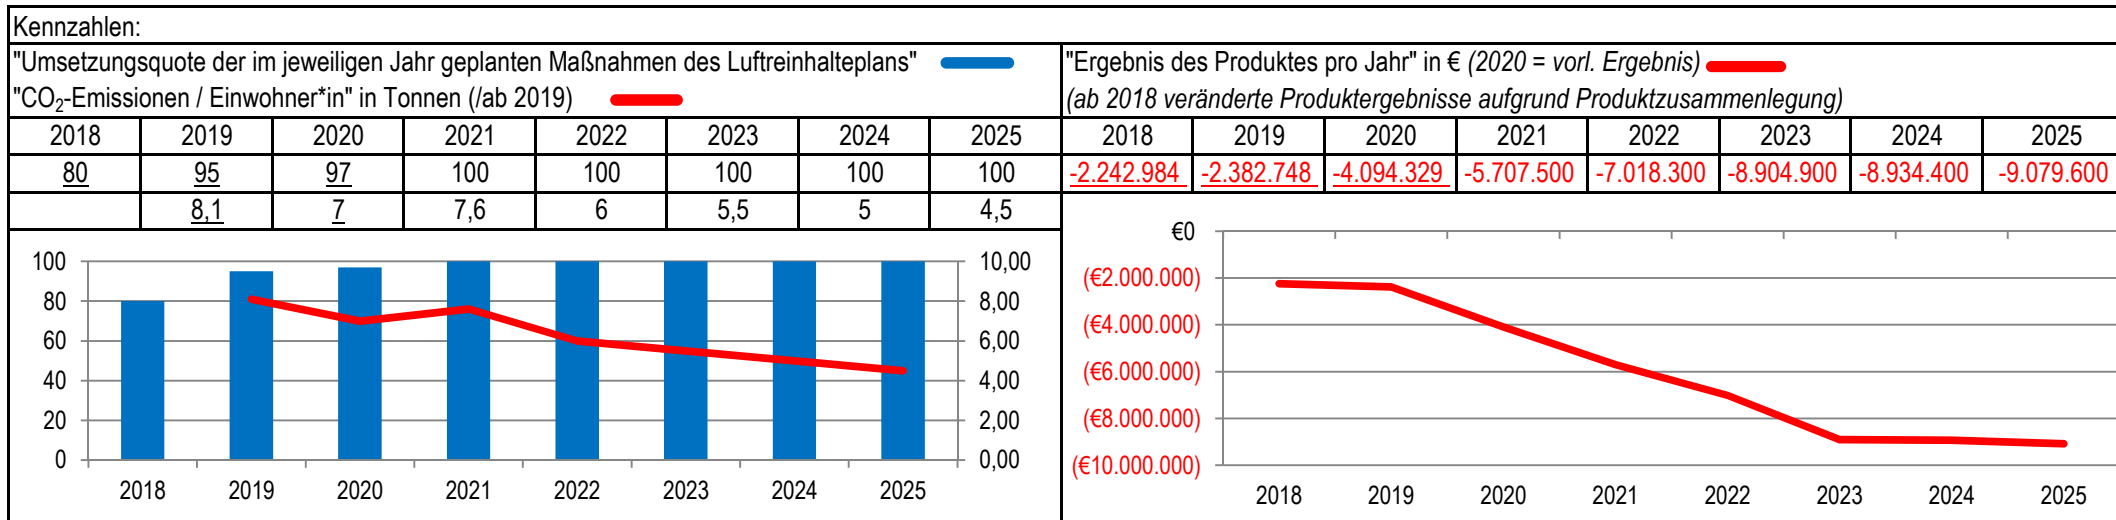 Kennzahlen:
"Umsetzungsquote der im jeweiligen Jahr geplanten Maßnahmen des Luftreinhalteplans"
"CO₂-Emissionen / Einwohner*in" in Tonnen (/ab 2019)
2018 2019 2020 2021 2022 2023 2024 2025
80 95 97 100 100 100 100 100
8,1 7 7,6 6 5,5 5 4,5
100 10,00
80 8,00
60 6,00
40 4,00
20 2,00
0 0,00
2018 2019 2020 2021 2022 2023 2024 2025
"Ergebnis des Produktes pro Jahr" in € (2020 = vorl. Ergebnis)
(ab 2018 veränderte Produktergebnisse aufgrund Produktzusammenlegung)
2018 2019 2020 2021 2022 2023 2024 2025
-2.242.984 -2.382.748 -4.094.329 -5.707.500 -7.018.300 -8.904.900 -8.934.400 -9.079.600
€0
(€2.000.000)
(€4.000.000)
(€6.000.000)
(€8.000.000)
(€10.000.000)
2018 2019 2020 2021 2022 2023 2024 2025